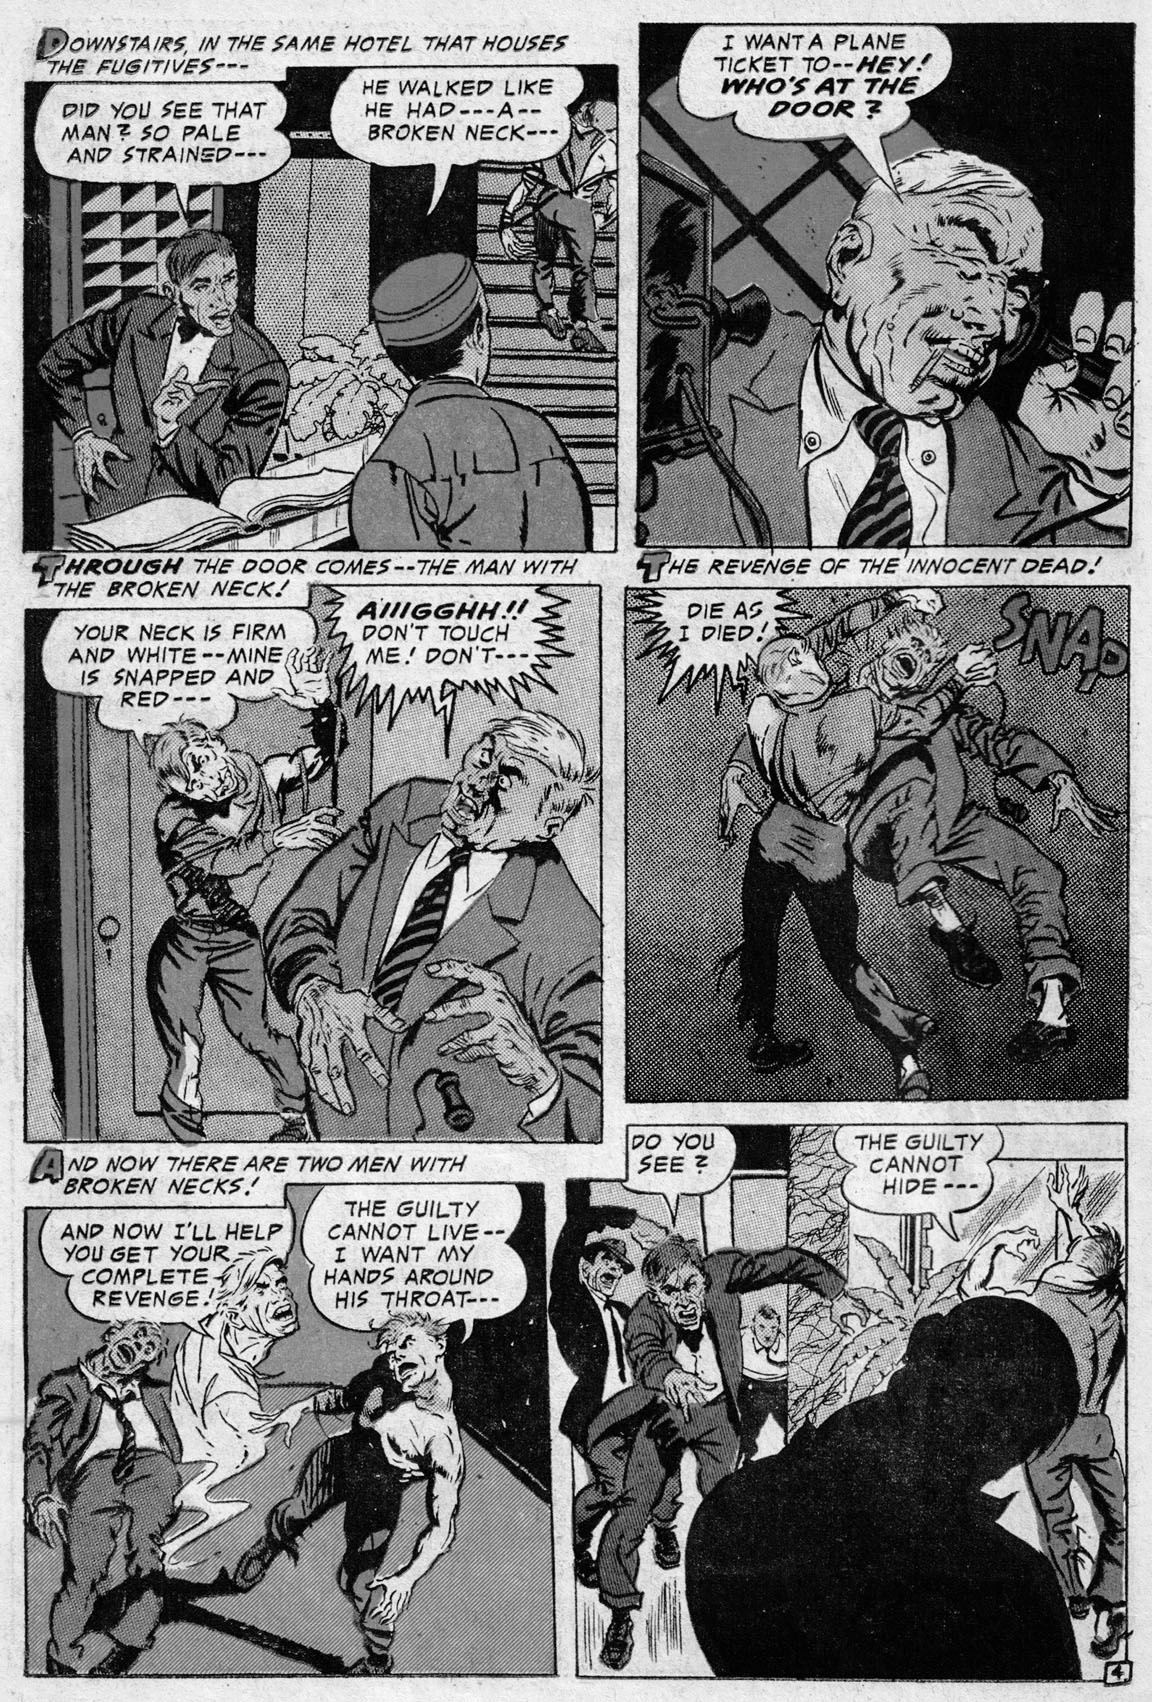 DOWNSTAIRS, IN THE SAME HOTEL THAT HOUSES
THE FUGITIVES---
DID YOU SEE THAT
MAN? SO PALE
AND STRAINED---
HE WALKED LIKE
HE HAD---A--
BROKEN NECK---
I WANT A PLANE
TICKET TO--HEY!
WHO'S AT THE
DOOR?
THROUGH THE DOOR COMES--THE MAN WITH
THE BROKEN NECK!
YOUR NECK IS FIRM
AND WHITE--MINE
IS SNAPPED AND
RED---
AIIIGGHH!!
DON'T TOUCH
ME! DON'T---
THE REVENGE OF THE INNOCENT DEAD!
DIE AS
I DIED!
SNAP
AND NOW THERE ARE TWO MEN WITH
BROKEN NECKS!
AND NOW I'LL HELP
YOU GET YOUR
COMPLETE
REVENGE!
THE GUILTY
CANNOT LIVE--
I WANT MY
HANDS AROUND
HIS THROAT---
DO YOU
SEE?
THE GUILTY
CANNOT
HIDE---
4